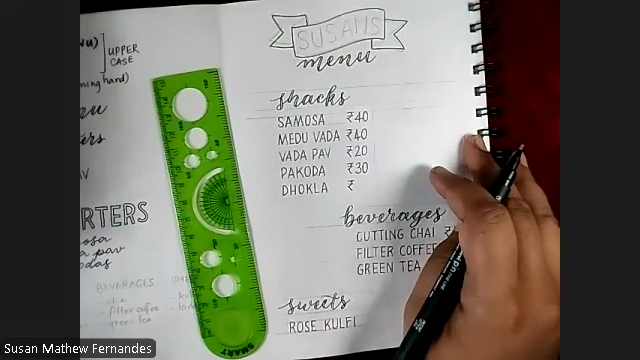 UPPER
CASE
SUSAN'S
menu
snacks
SAMOSA ₹40
MEDU VADA ₹40
VADA PAV ₹20
PAKODA ₹30
DHOKLA ₹
beverages
CUTTING CHAI ₹
FILTER COFFEE
GREEN TEA
sweets
ROSE KULFI
BEVERAGES
filter coffee
green tea
SMART
Susan Mathew Fernandes